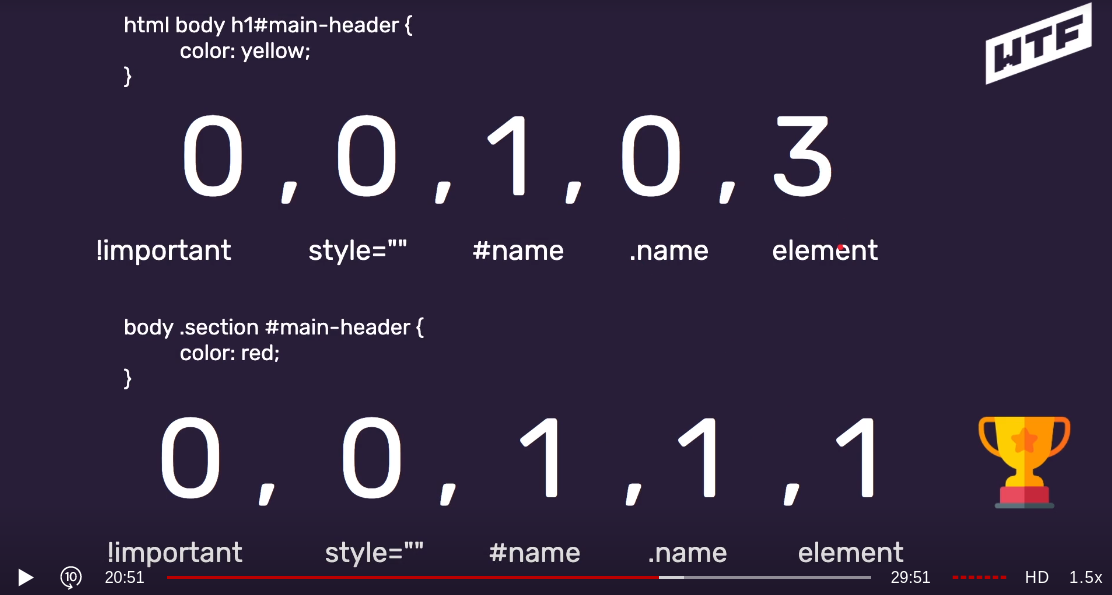 html body h1#main-header {
color: yellow;
}
WTF
0 , 0 , 1 , 0 , 3
!important style="" #name .name element
body .section #main-header {
color: red;
}
0 , 0 , 1 , 1 , 1
!important style="" #name .name element
10 20:51 29:51 HD 1.5x